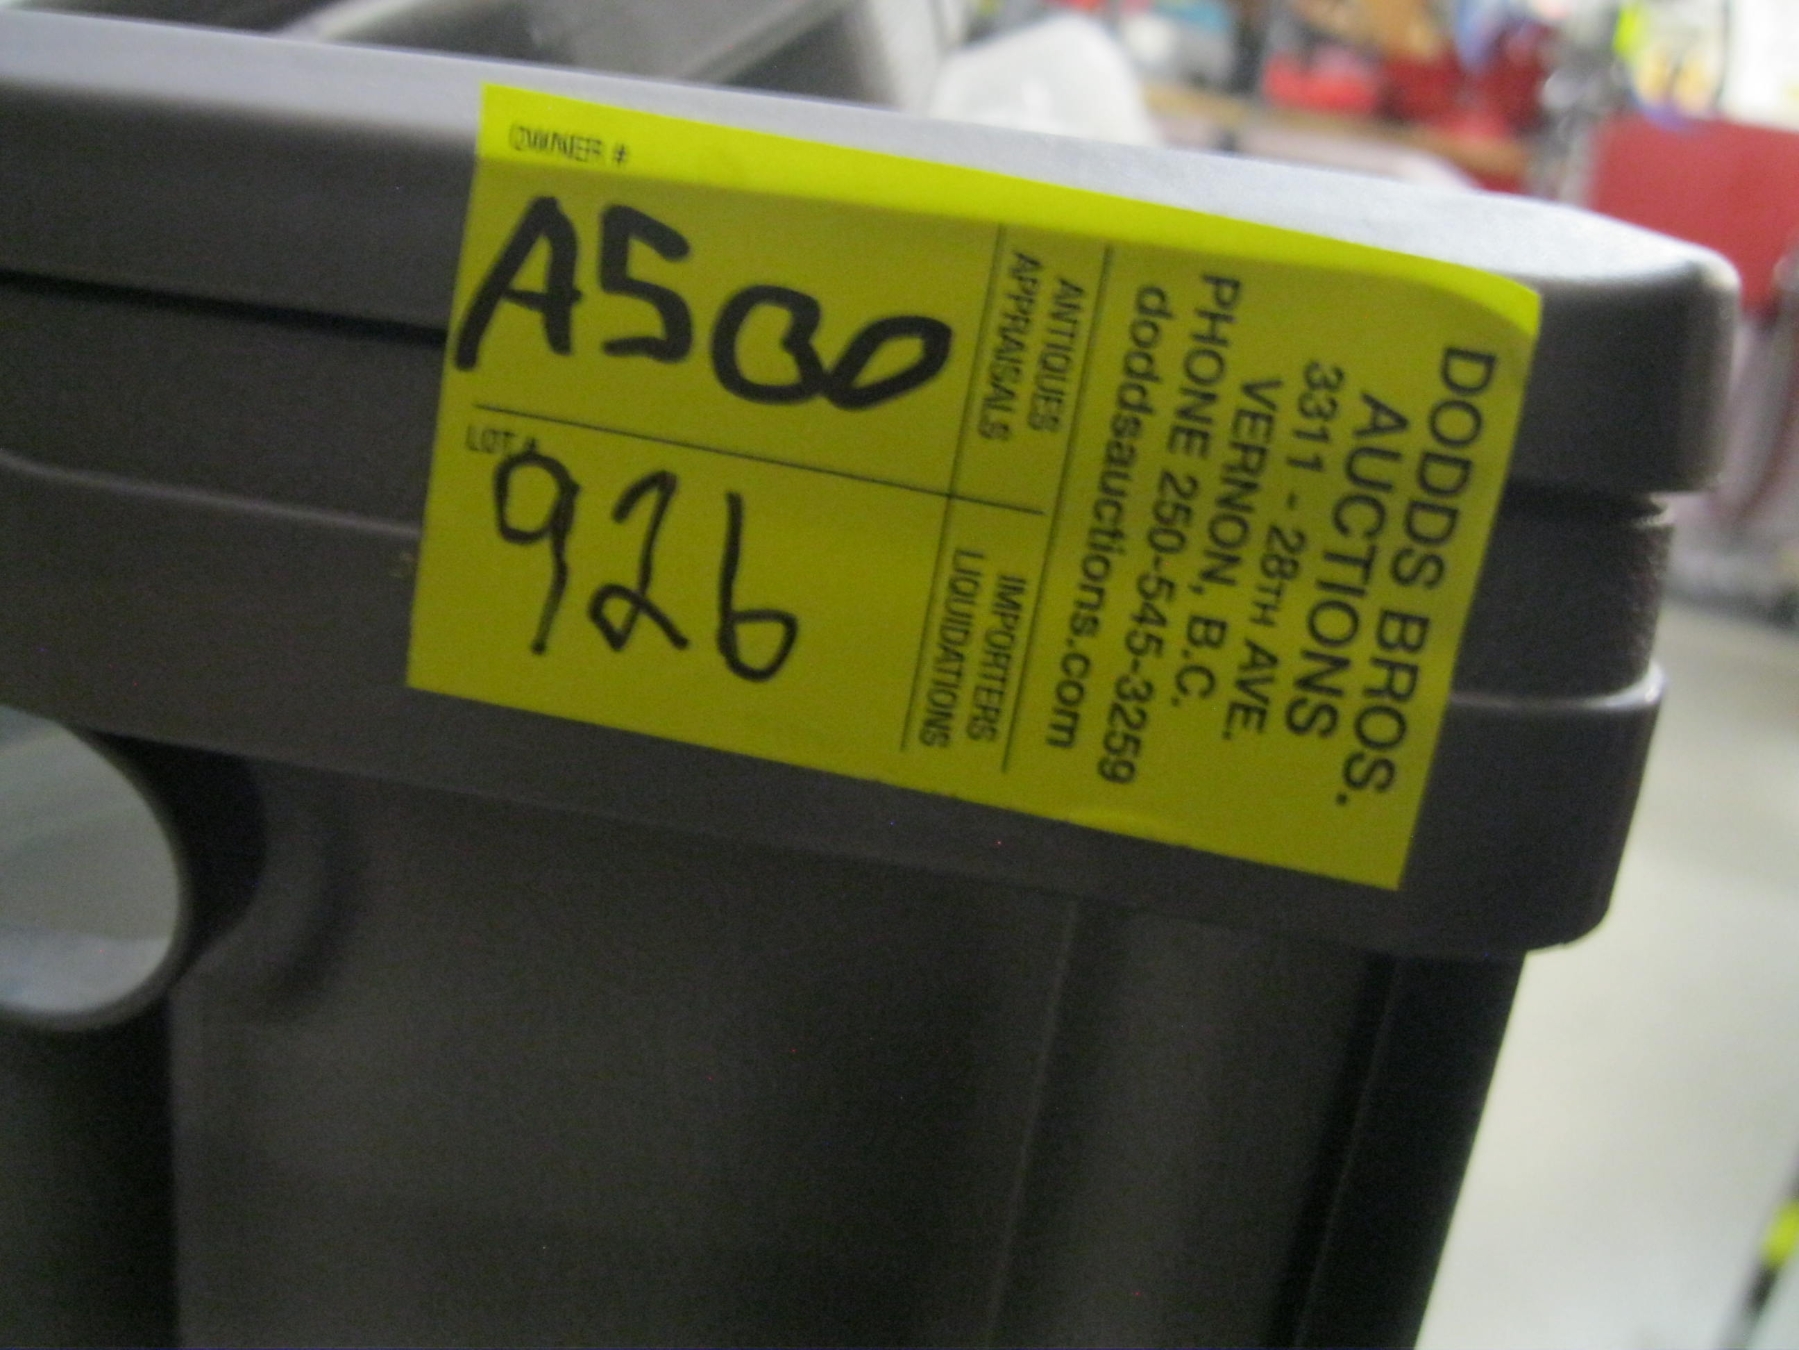 OWNER #
A500
LOT #
926
ANTIQUES
APPRAISALS
IMPORTERS
LIQUIDATIONS
DODDS BROS.
AUCTIONS
3311 - 28TH AVE.
VERNON, B.C.
PHONE 250-545-3259
doddsauctions.com